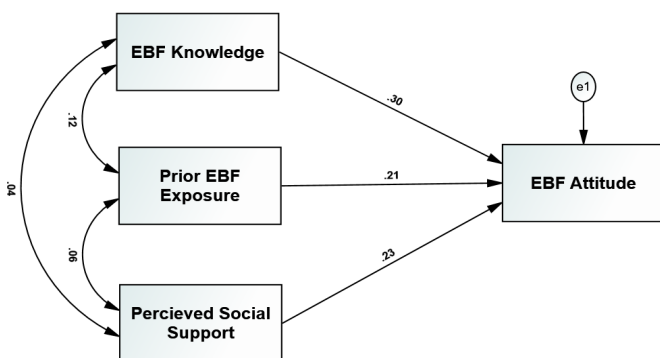 EBF Knowledge
.30
e1
.12
.04
Prior EBF
Exposure
.21
EBF Attitude
.06
.23
Percieved Social
Support